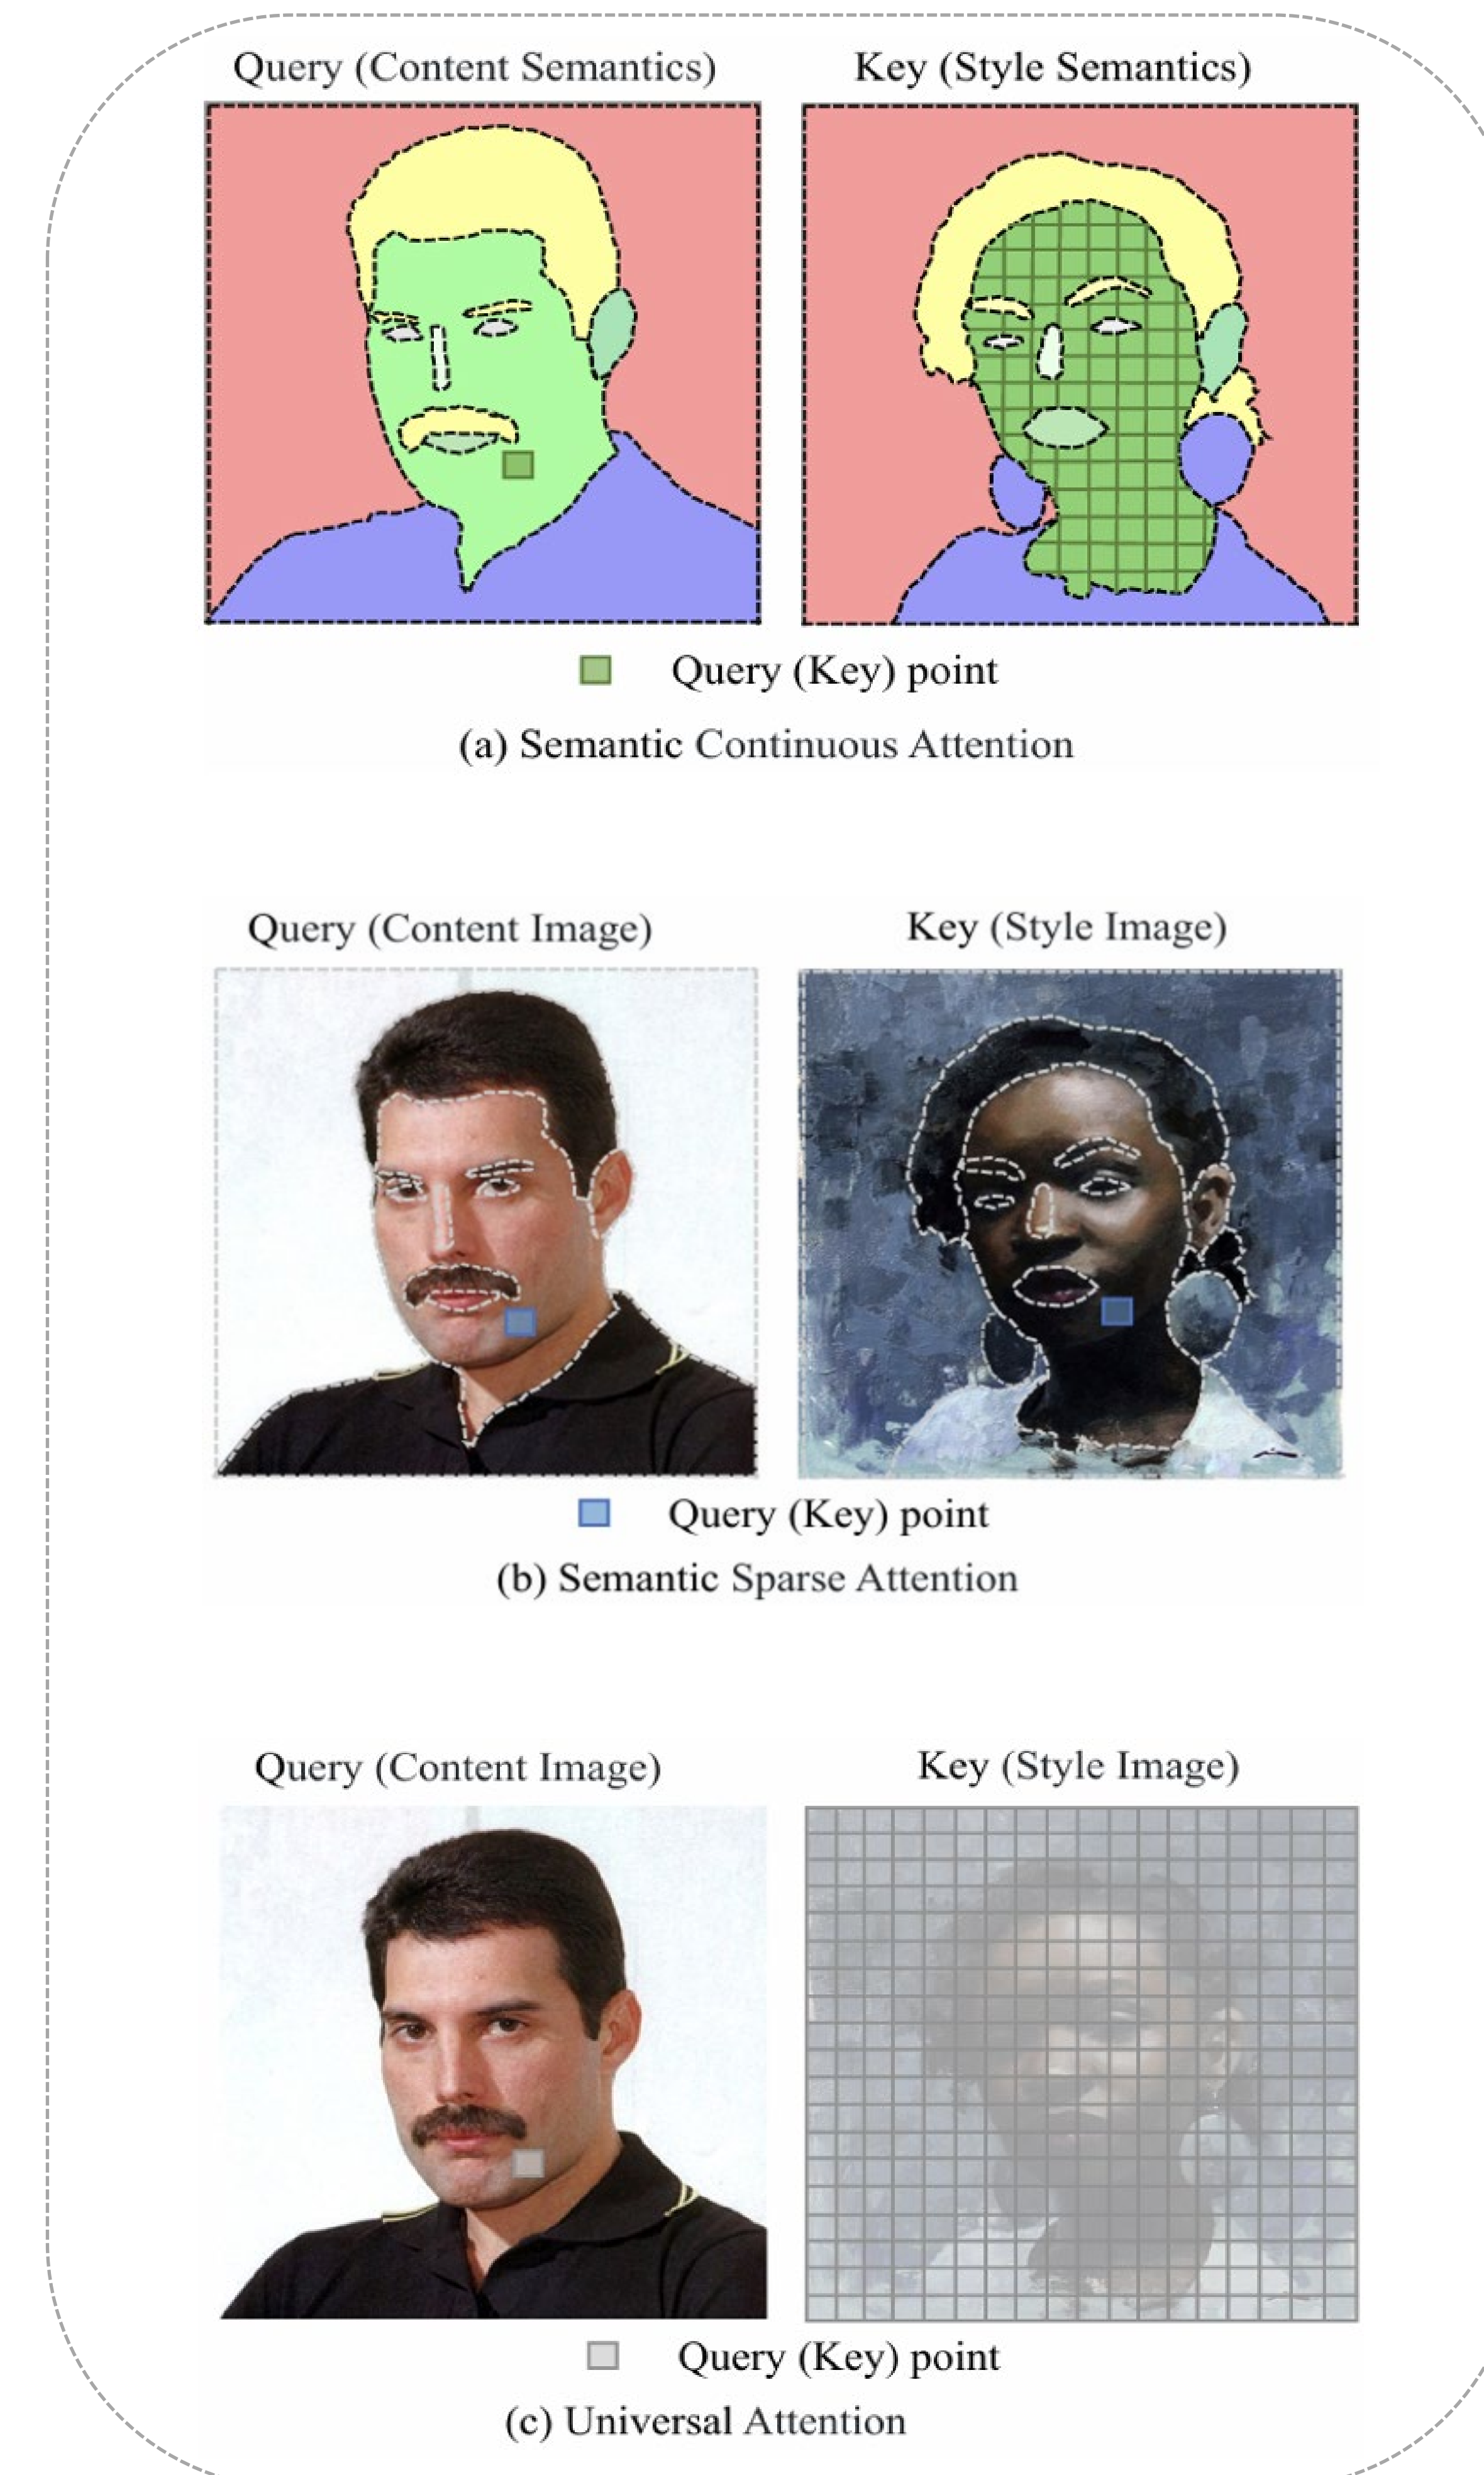 Query (Content Semantics)
Key (Style Semantics)
Query (Key) point
(a) Semantic Continuous Attention
Query (Content Image)
Key (Style Image)
Query (Key) point
(b) Semantic Sparse Attention
Query (Content Image)
Key (Style Image)
Query (Key) point
(c) Universal Attention